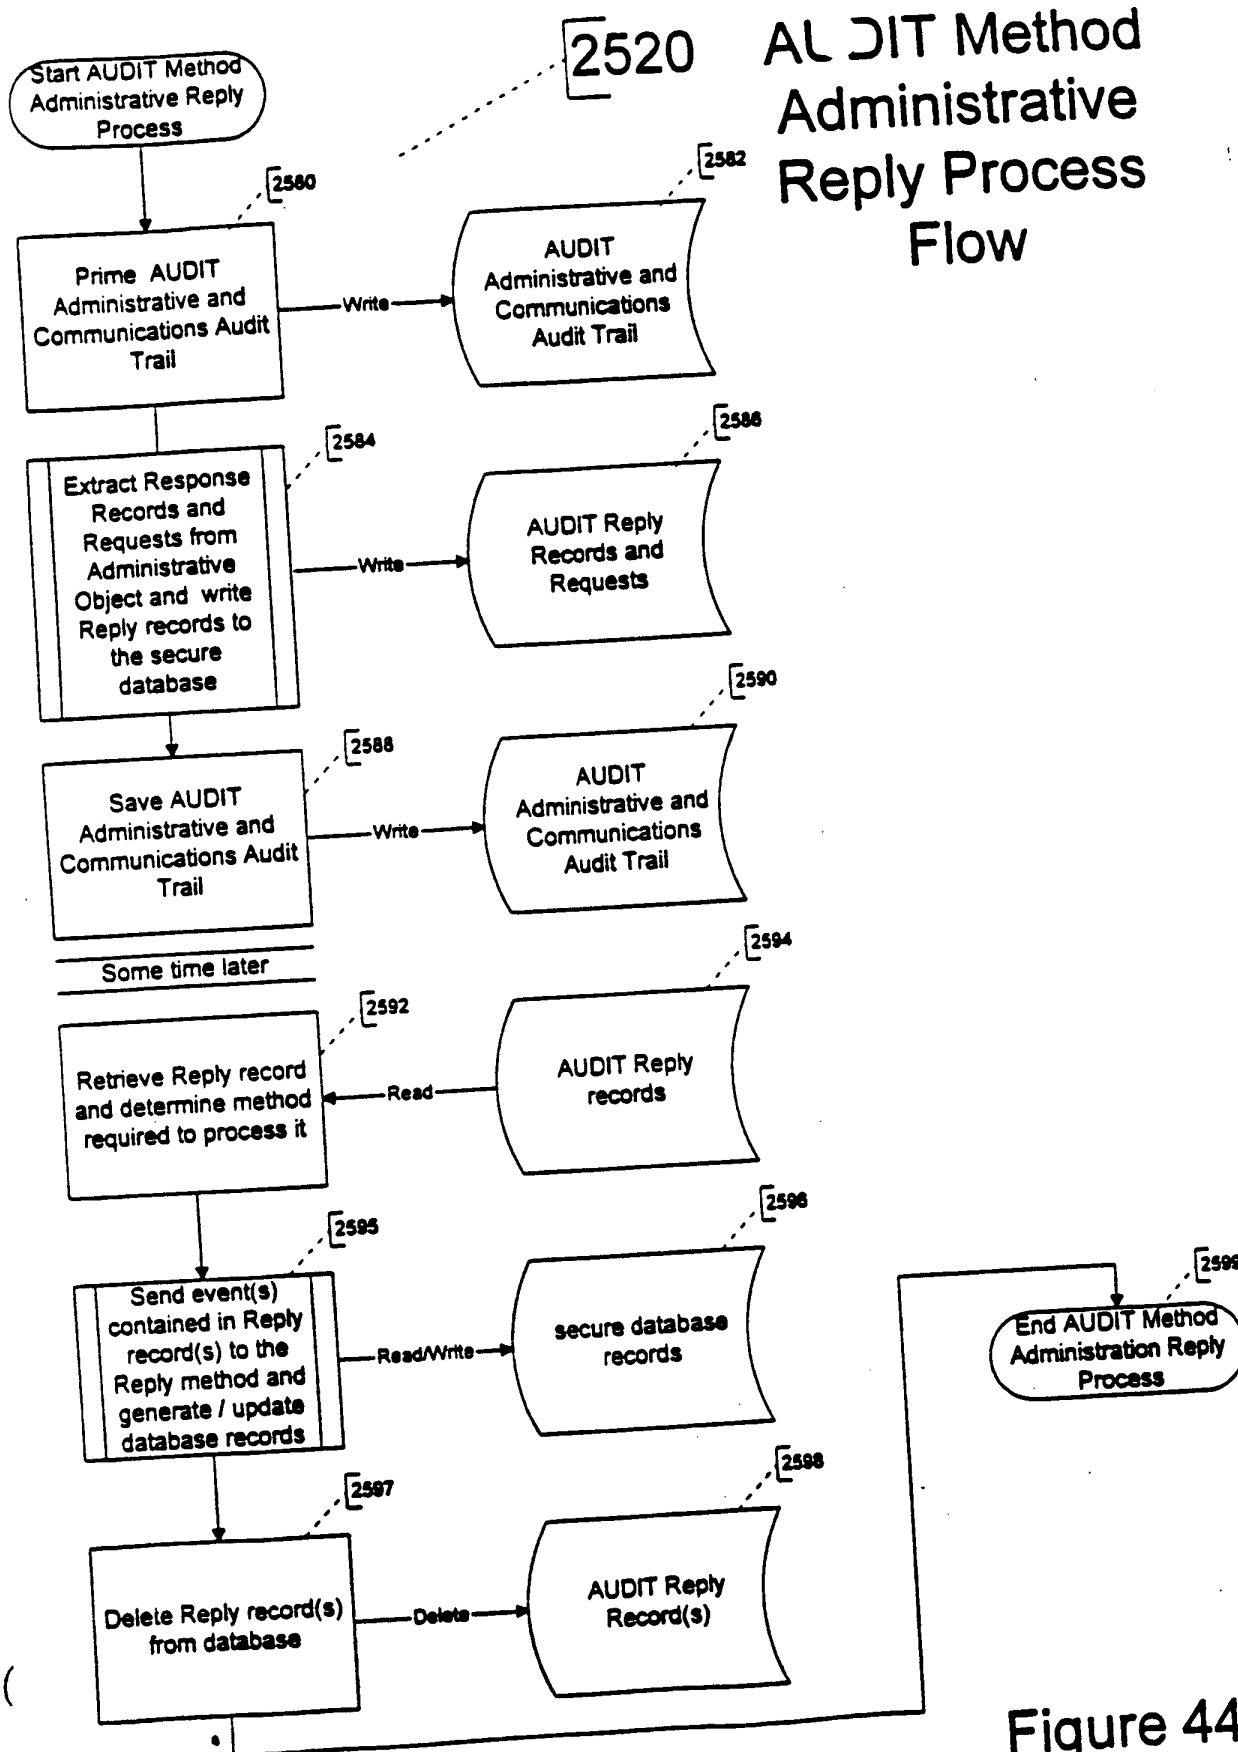 2520
AUDIT Method
Administrative
Reply Process
Flow
Start AUDIT Method
Administrative Reply
Process
2580
Prime AUDIT
Administrative and
Communications Audit
Trail
Write
2582
AUDIT
Administrative and
Communications
Audit Trail
2584
Extract Response
Records and
Requests from
Administrative
Object and write
Reply records to
the secure
database
Write
2586
AUDIT Reply
Records and
Requests
2588
Save AUDIT
Administrative and
Communications Audit
Trail
Write
2590
AUDIT
Administrative and
Communications
Audit Trail
Some time later
2592
Retrieve Reply record
and determine method
required to process it
Read
2594
AUDIT Reply
records
2595
Send event(s)
contained in Reply
record(s) to the
Reply method and
generate / update
database records
Read/Write
2596
secure database
records
2597
Delete Reply record(s)
from database
Delete
2598
AUDIT Reply
Record(s)
2599
End AUDIT Method
Administration Reply
Process
Figure 44